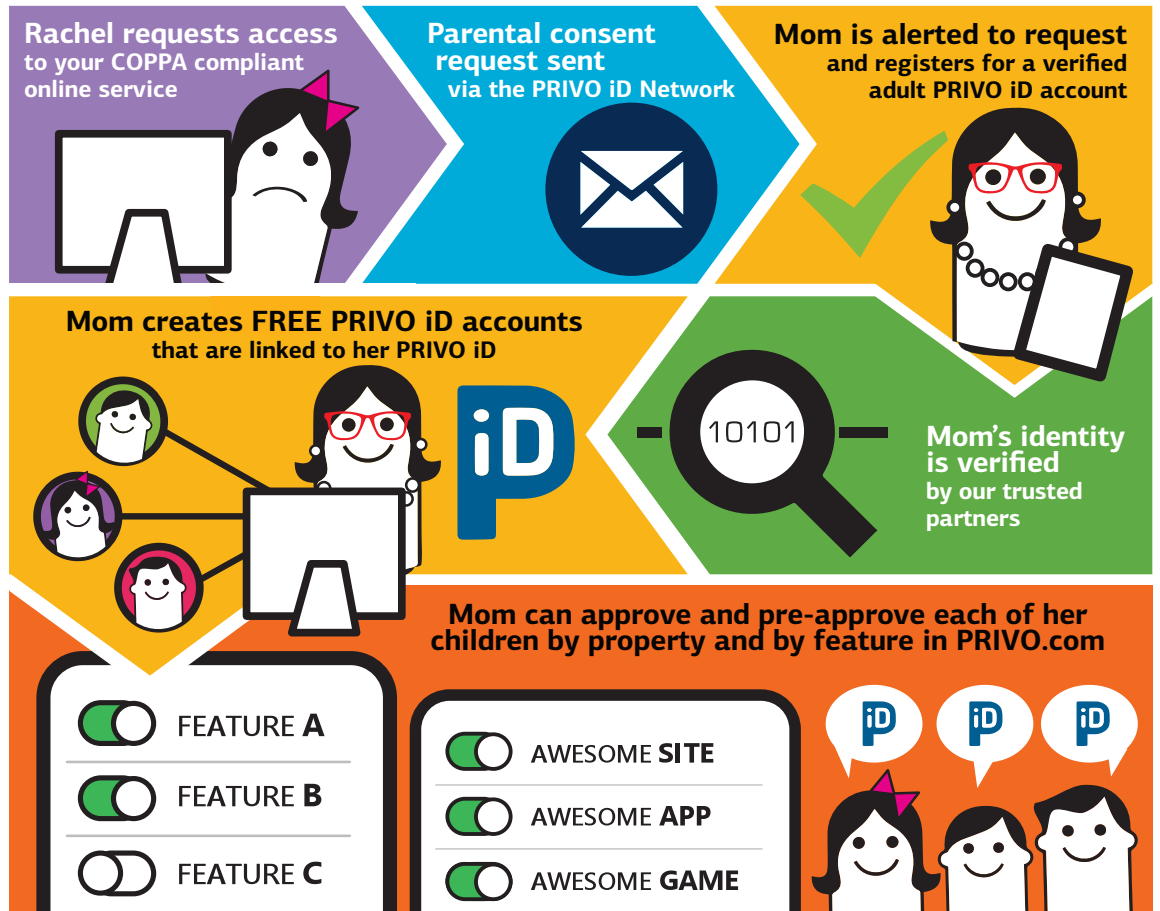 Rachel requests access
to your COPPA compliant
online service
Parental consent
request sent
via the PRIVO iD Network
Mom is alerted to request
and registers for a verified
adult PRIVO iD account
Mom creates FREE PRIVO iD accounts
that are linked to her PRIVO iD
iD
10101
Mom's identity
is verified
by our trusted
partners
Mom can approve and pre-approve each of her
children by property and by feature in PRIVO.com
FEATURE A
FEATURE B
FEATURE C
AWESOME SITE
AWESOME APP
AWESOME GAME
iD
iD
iD